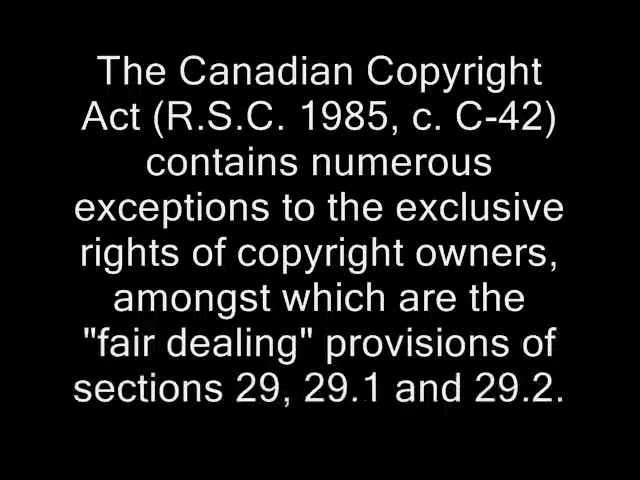 The Canadian Copyright
Act (R.S.C. 1985, c. C-42)
contains numerous
exceptions to the exclusive
rights of copyright owners,
amongst which are the
"fair dealing" provisions of
sections 29, 29.1 and 29.2.